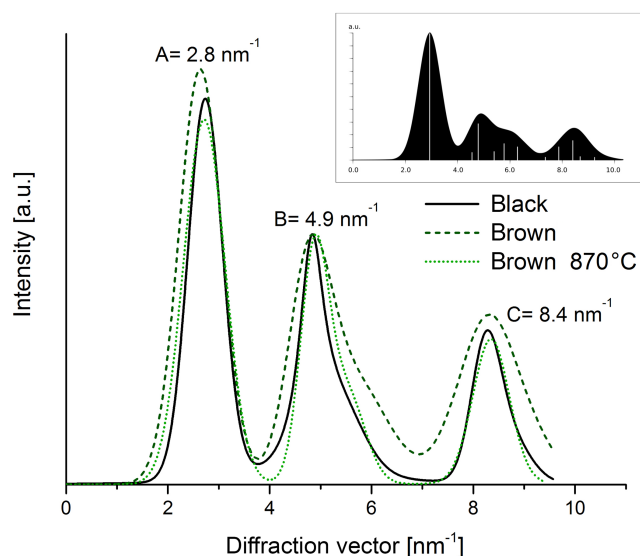 a.u.
0.0 2.0 4.0 6.0 8.0 10.0
A= 2.8 nm⁻¹
B= 4.9 nm⁻¹
C= 8.4 nm⁻¹
Black
Brown
Brown 870°C
Intensity [a.u.]
0 2 4 6 8 10
Diffraction vector [nm⁻¹]